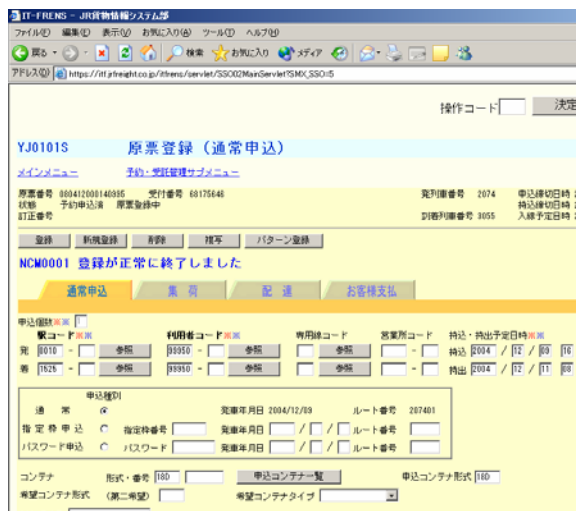 IT-FRENS - JR貨物情報システム部
ファイル(F) 編集(E) 表示(V) お気に入り(A) ツール(T) ヘルプ(H)
戻る 検索 お気に入り メディア
アドレス(D) https://itf.jrfreight.co.jp/itfrens/servlet/SSO02MainServlet?SMX_SSO=5
操作コード 決定
YJ0101S 原票登録（通常申込）
メインメニュー 予約・受託管理サブメニュー
原票番号 080412000140985 受付番号 68175646 発列車番号 2074 申込締切日時
状態 予約申込済 原票登録中 持込締切日時
訂正番号 到着列車番号 3055 入線予定日時
登録 新規登録 削除 複写 パターン登録
NCM0001 登録が正常に終了しました
通常申込 集荷 配達 お客様支払
申込個数※※ 1
駅コード※※ 利用者コード※※ 専用線コード 営業所コード 持込・持出予定日時※※
発 0010 - 参照 99950 - 参照 参照 - 持込 2004 / 12 / 09 16
着 1525 - 参照 99950 - 参照 参照 - 持出 2004 / 12 / 11 08
申込種別
通常 発車年月日 2004/12/09 ルート番号 207401
指定枠申込 指定枠番号 発車年月日 / / ルート番号
パスワード申込 パスワード 発車年月日 / / ルート番号
コンテナ 形式・番号 18D 申込コンテナ一覧 申込コンテナ形式 18D
希望コンテナ形式 (第二希望) 希望コンテナタイプ